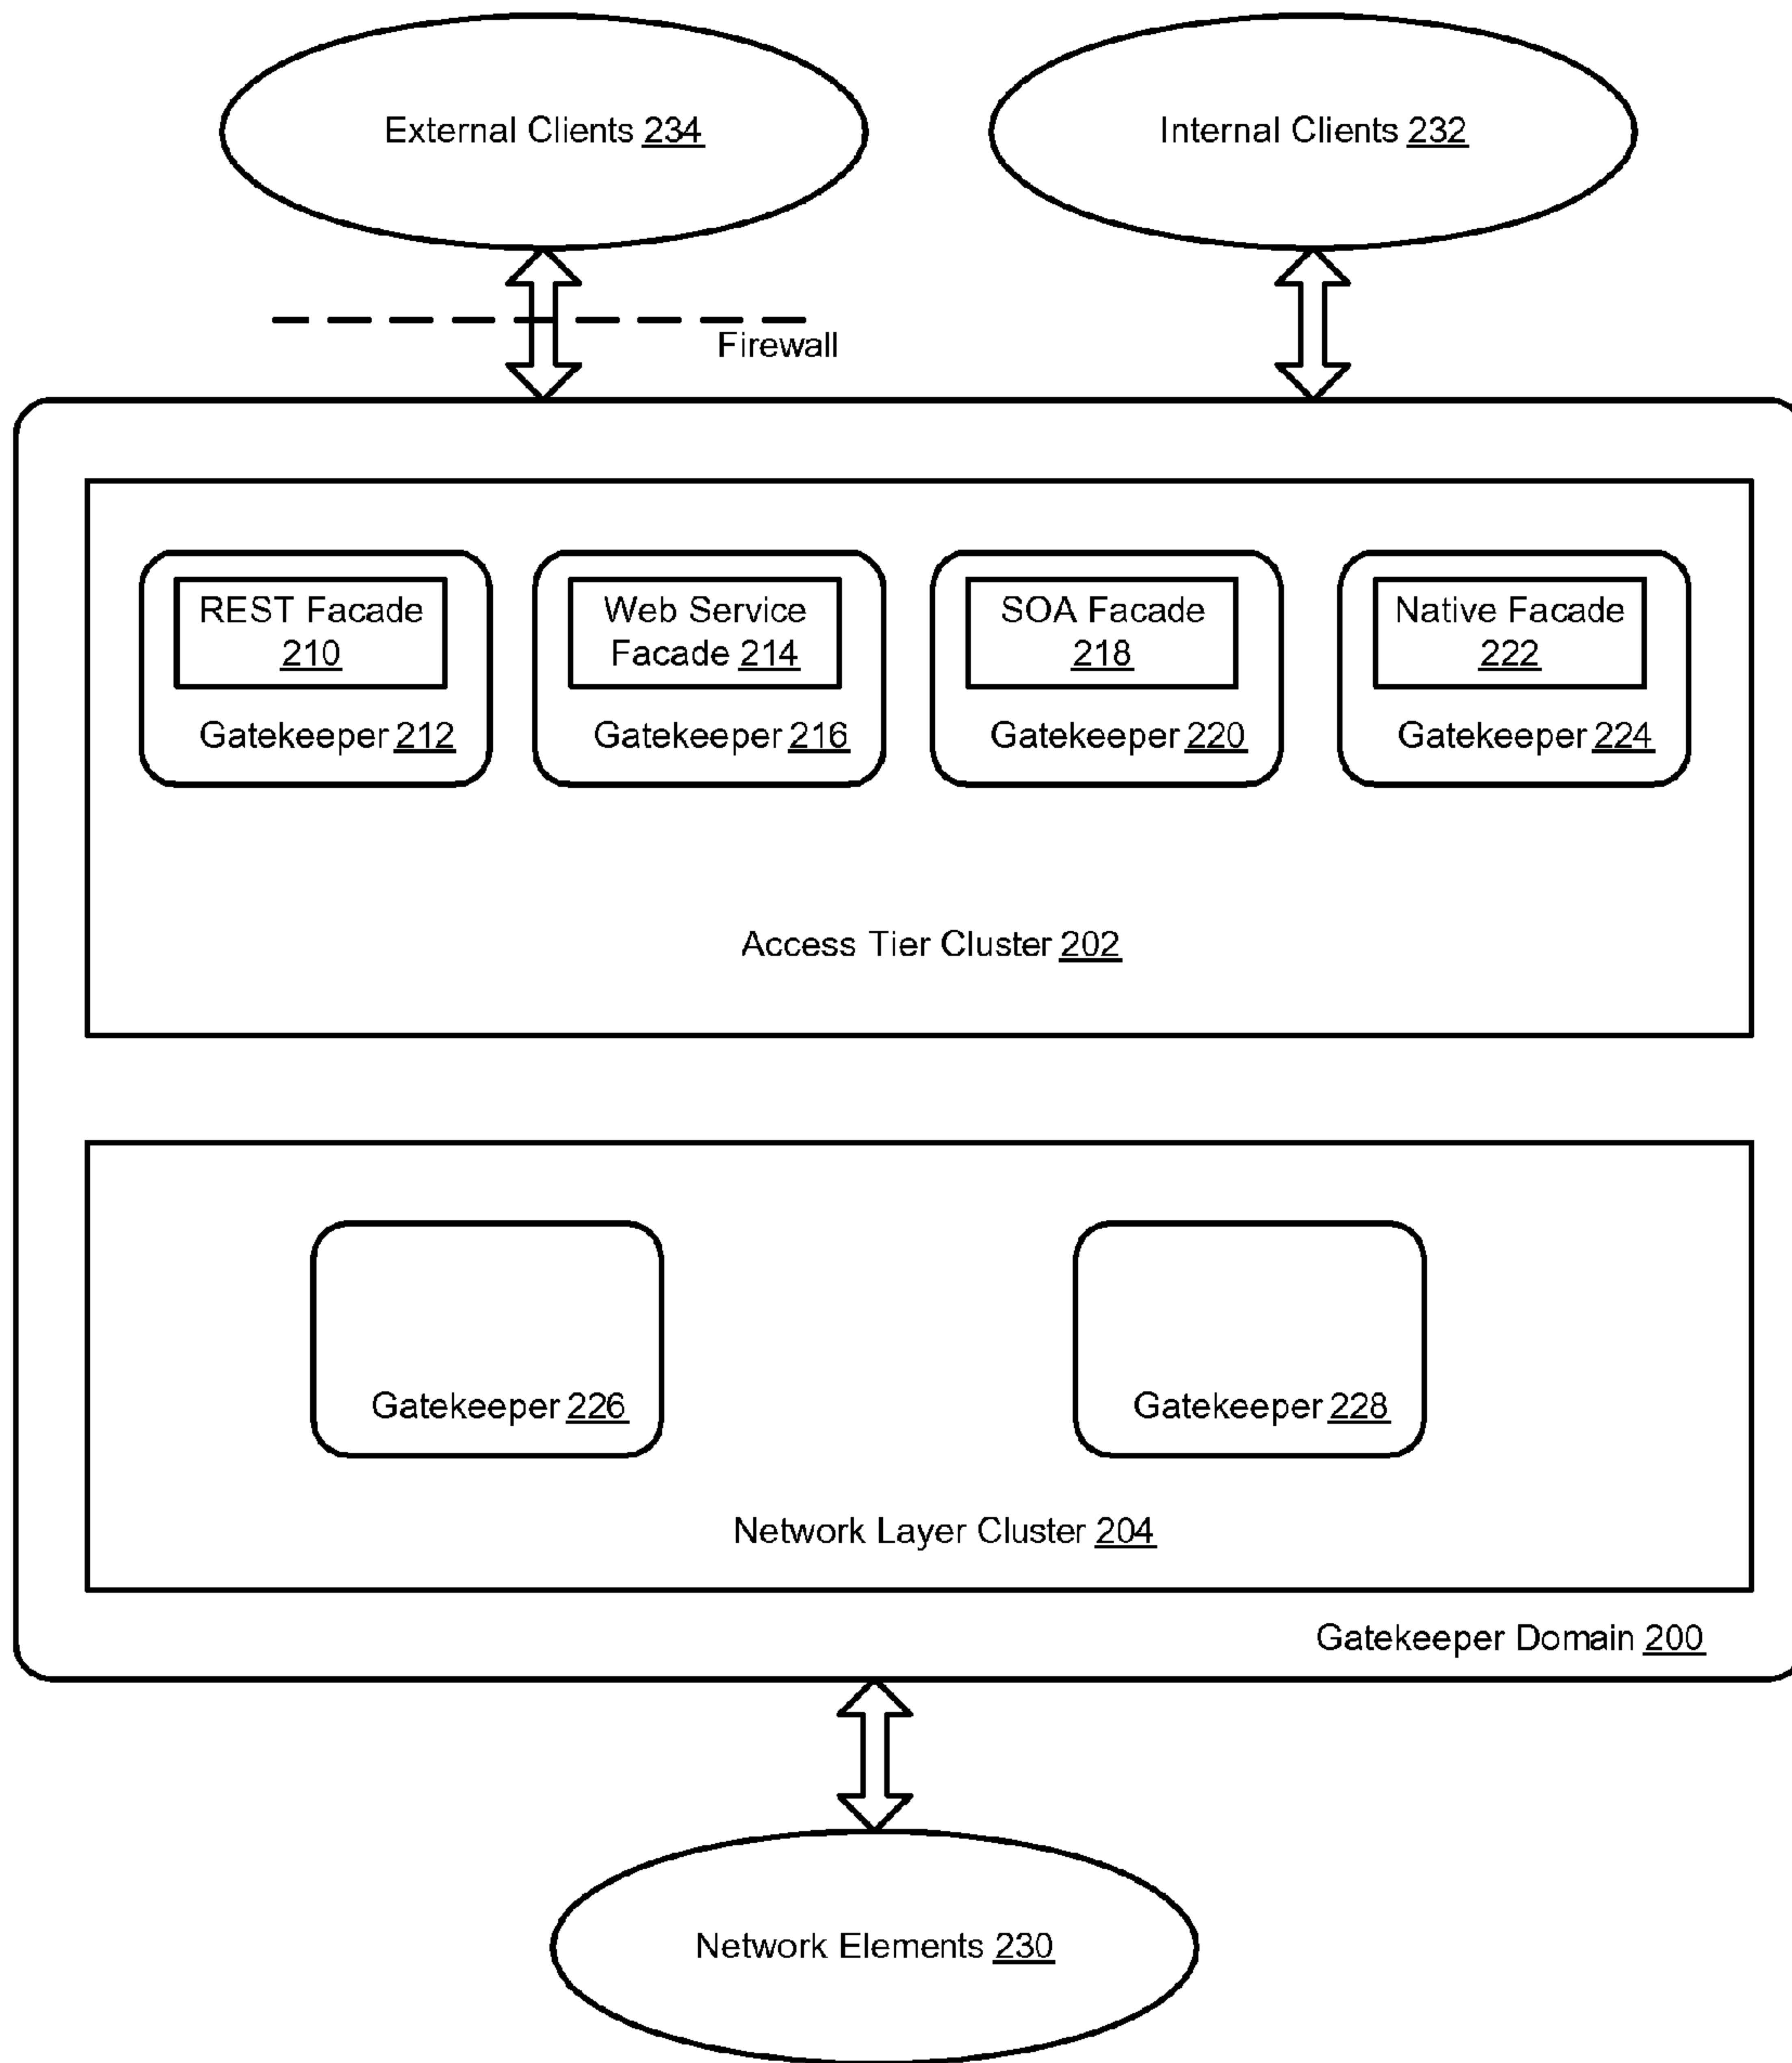 External Clients 234
Internal Clients 232
Firewall
REST Facade
210
Gatekeeper 212
Web Service
Facade 214
Gatekeeper 216
SOA Facade
218
Gatekeeper 220
Native Facade
222
Gatekeeper 224
Access Tier Cluster 202
Gatekeeper 226
Gatekeeper 228
Network Layer Cluster 204
Gatekeeper Domain 200
Network Elements 230